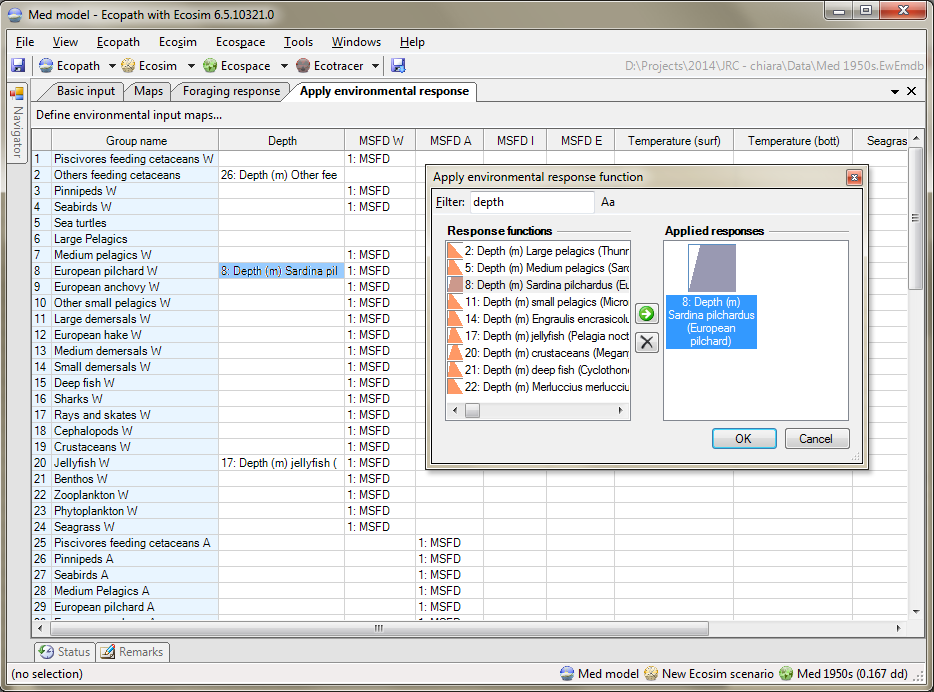 Med model - Ecopath with Ecosim 6.5.10321.0
File View Ecopath Ecosim Ecospace Tools Windows Help
Ecopath Ecosim Ecospace Ecotracer D:\Projects\2014\JRC - chiara\Data\Med 1950s.EwEmdb
Navigator
Basic input Maps Foraging response Apply environmental response
Define environmental input maps...
Group name Depth MSFD W MSFD A MSFD I MSFD E Temperature (surf) Temperature (bott) Seagras
1 Piscivores feeding cetaceans W 1: MSFD
2 Others feeding cetaceans 26: Depth (m) Other fee
3 Pinnipeds W 1: MSFD
4 Seabirds W 1: MSFD
5 Sea turtles
6 Large Pelagics
7 Medium pelagics W 1: MSFD
8 European pilchard W 8: Depth (m) Sardina pil 1: MSFD
9 European anchovy W 1: MSFD
10 Other small pelagics W 1: MSFD
11 Large demersals W 1: MSFD
12 European hake W 1: MSFD
13 Medium demersals W 1: MSFD
14 Small demersals W 1: MSFD
15 Deep fish W 1: MSFD
16 Sharks W 1: MSFD
17 Rays and skates W 1: MSFD
18 Cephalopods W 1: MSFD
19 Crustaceans W 1: MSFD
20 Jellyfish W 17: Depth (m) jellyfish ( 1: MSFD
21 Benthos W 1: MSFD
22 Zooplankton W 1: MSFD
23 Phytoplankton W 1: MSFD
24 Seagrass W 1: MSFD
25 Piscivores feeding cetaceans A 1: MSFD
26 Pinnipeds A 1: MSFD
27 Seabirds A 1: MSFD
28 Medium Pelagics A 1: MSFD
29 European pilchard A 1: MSFD
Apply environmental response function
Filter: depth Aa
Response functions
2: Depth (m) Large pelagics (Thunn
5: Depth (m) Medium pelagics (Sard
8: Depth (m) Sardina pilchardus (Eu
11: Depth (m) small pelagics (Micro
14: Depth (m) Engraulis encrasicolu
17: Depth (m) jellyfish (Pelagia noct
20: Depth (m) crustaceans (Megan
21: Depth (m) deep fish (Cyclothone
22: Depth (m) Merluccius merluccius
Applied responses
8: Depth (m)
Sardina pilchardus
(European
pilchard)
OK Cancel
Status Remarks
(no selection) Med model New Ecosim scenario Med 1950s (0.167 dd)